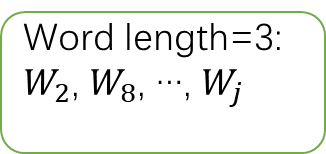 Word length=3:
W₂, W₈, ⋯, Wⱼ